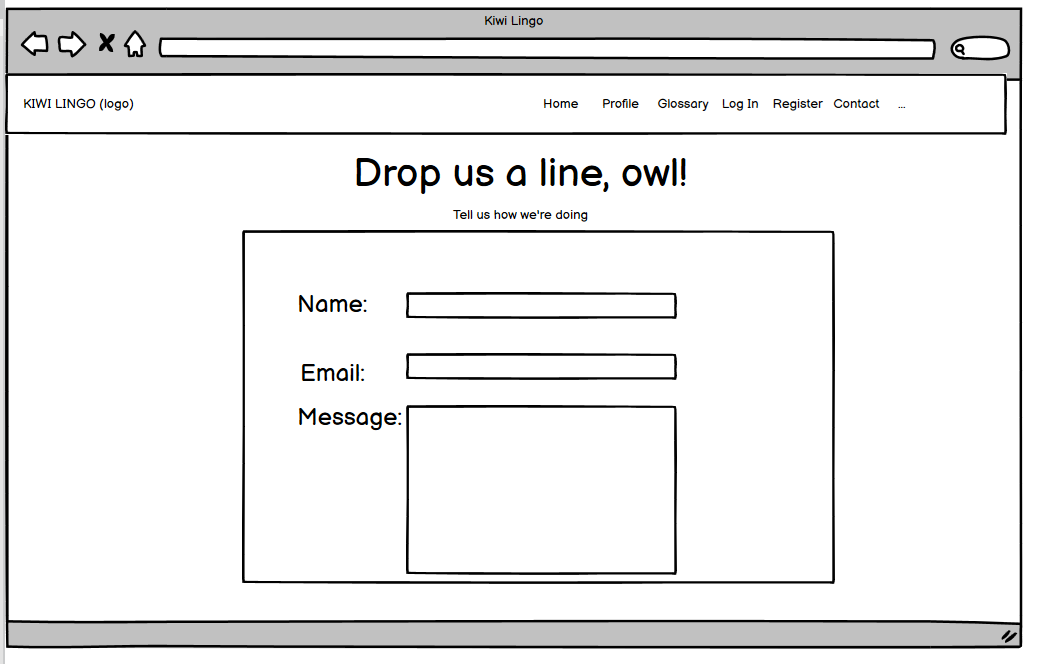 Kiwi Lingo
KIWI LINGO (logo) Home Profile Glossary Log In Register Contact ...
Drop us a line, owl!
Tell us how we're doing
Name:
Email:
Message: